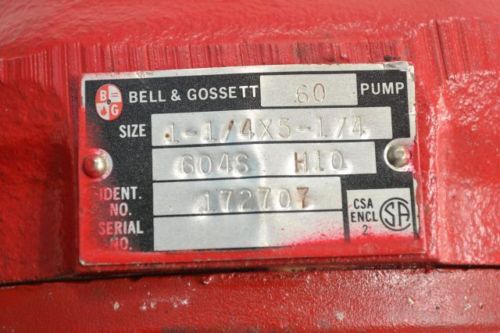 B G BELL & GOSSETT 60 PUMP
SIZE 1-1/4X5-1/4
604S H10
IDENT. NO. 172707
SERIAL NO.
CSA ENCL 2 SA